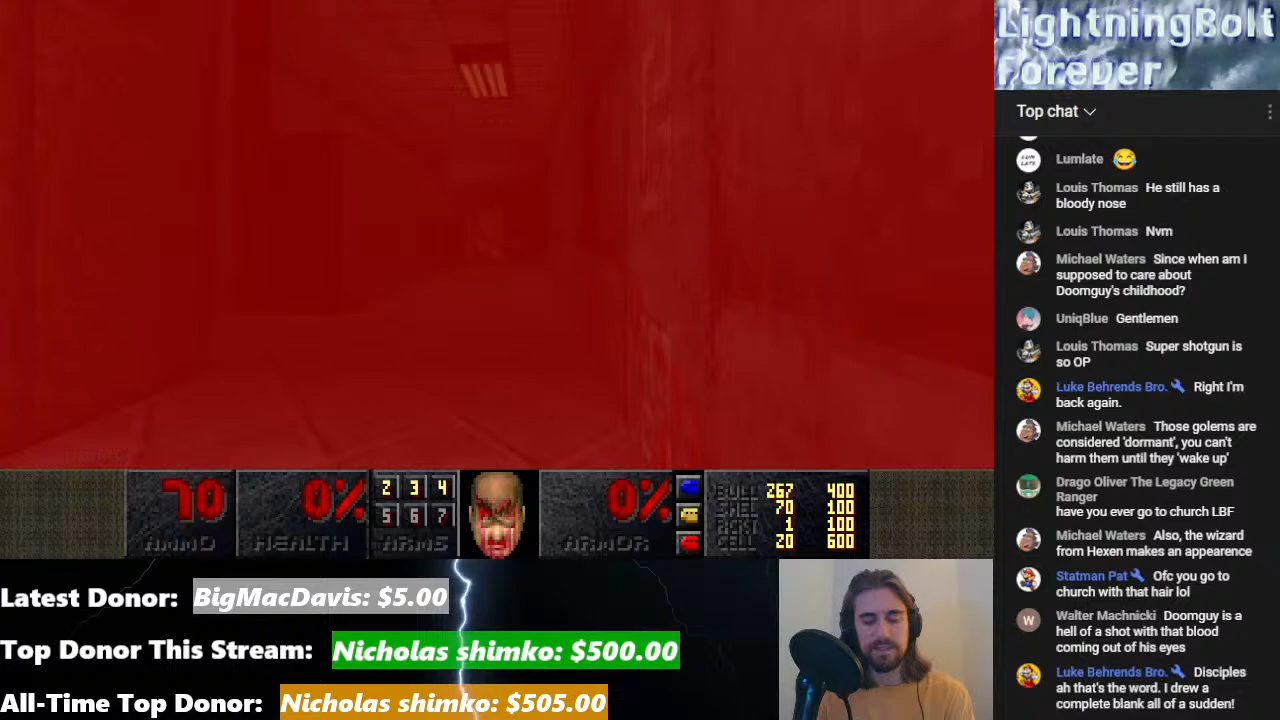 LightningBolt
Forever
Top chat
Lumlate 😂
Louis Thomas He still has a
bloody nose
Louis Thomas Nvm
Michael Waters Since when am I
supposed to care about
Doomguy's childhood?
UniqBlue Gentlemen
Louis Thomas Super shotgun is
so OP
Luke Behrends Bro. Right I'm
back again.
Michael Waters Those golems are
considered 'dormant', you can't
harm them until they 'wake up'
Drago Oliver The Legacy Green
Ranger
have you ever go to church LBF
Michael Waters Also, the wizard
from Hexen makes an appearence
Statman Pat Ofc you go to
church with that hair lol
W
Walter Machnicki Doomguy is a
hell of a shot with that blood
coming out of his eyes
Luke Behrends Bro. Disciples
ah that's the word. I drew a
complete blank all of a sudden!
70
AMMO
0%
HEALTH
2 3 4
5 6 7
ARMS
0%
ARMOR
BULL 267 400
SHEL 70 100
RCKT 1 100
CELL 20 600
Latest Donor: BigMacDavis: $5.00
Top Donor This Stream: Nicholas shimko: $500.00
All-Time Top Donor: Nicholas shimko: $505.00